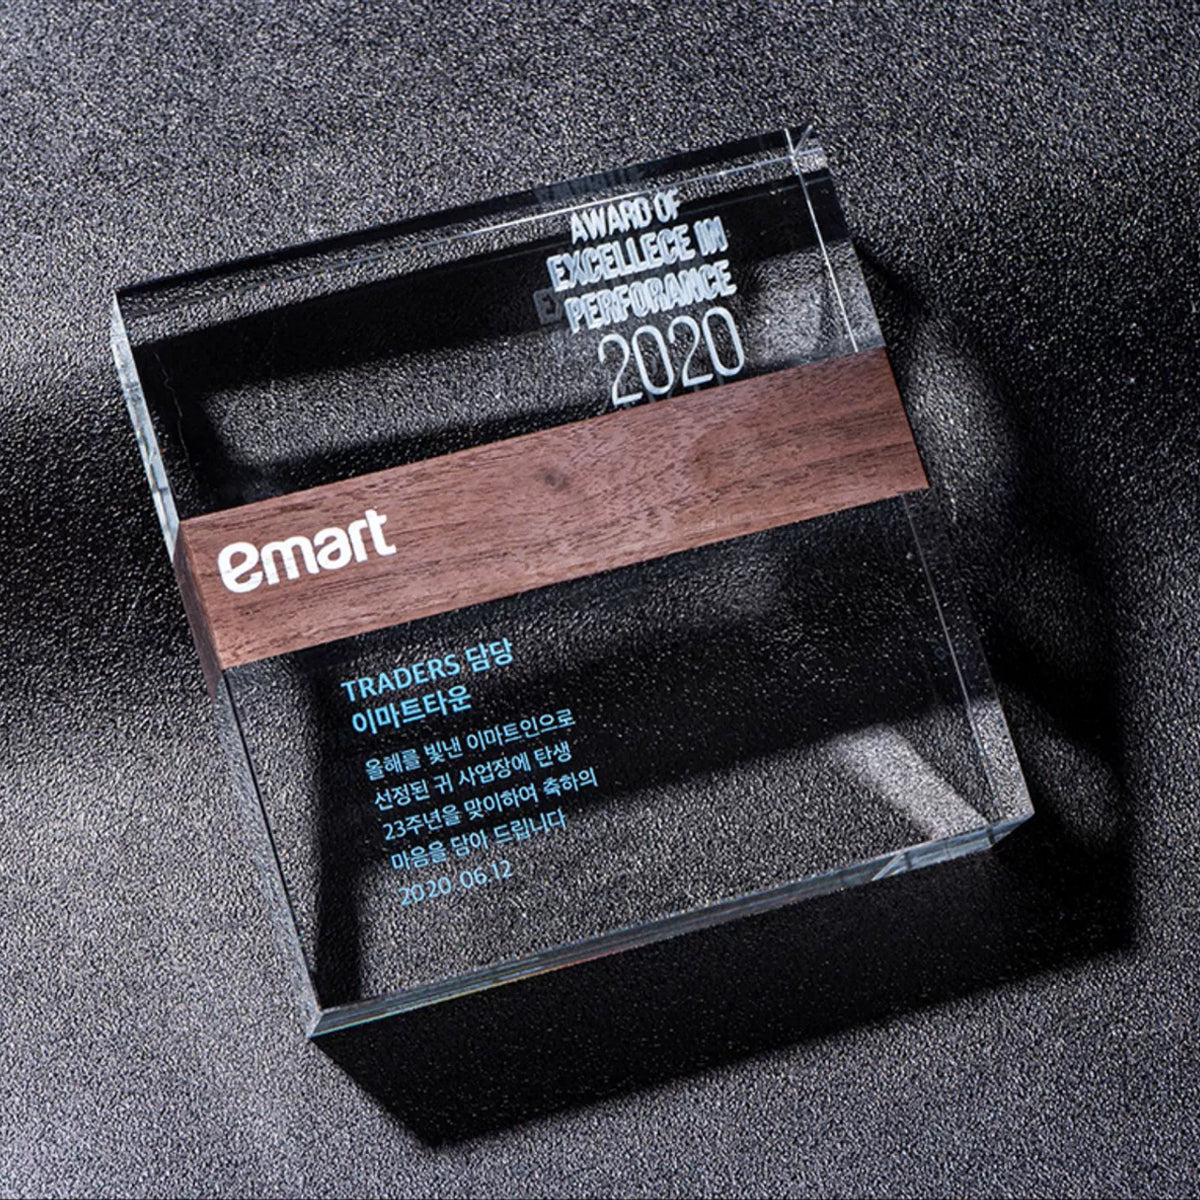 AWARD OF
EXCELLECE IN
PERFORAMCE
2020
emart
TRADERS 담당
이마트타운
올해를 빛낸 이마트인으로
선정된 귀 사업장에 탄생
23주년을 맞이하여 축하의
마음을 담아 드립니다
2020 06.12